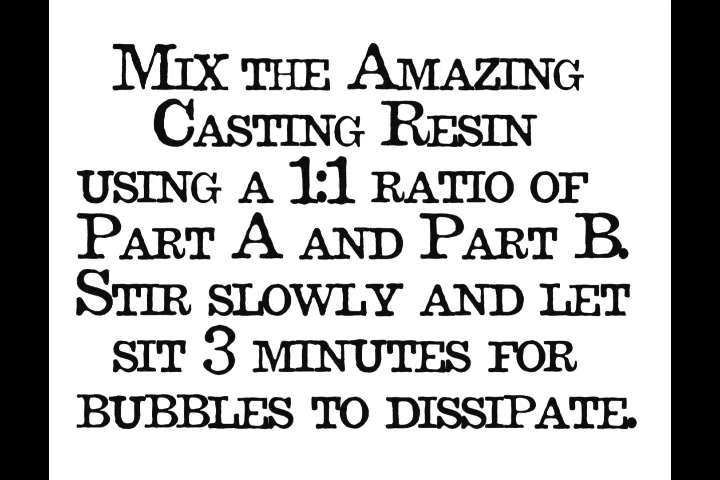 Mix the Amazing
Casting Resin
using a 1:1 ratio of
Part A and Part B.
Stir slowly and let
sit 3 minutes for
bubbles to dissipate.